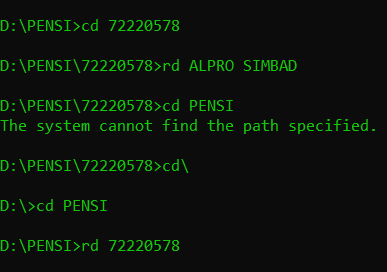 D:\PENSI>cd 72220578
D:\PENSI\72220578>rd ALPRO SIMBAD
D:\PENSI\72220578>cd PENSI
The system cannot find the path specified.
D:\PENSI\72220578>cd\
D:\>cd PENSI
D:\PENSI>rd 72220578